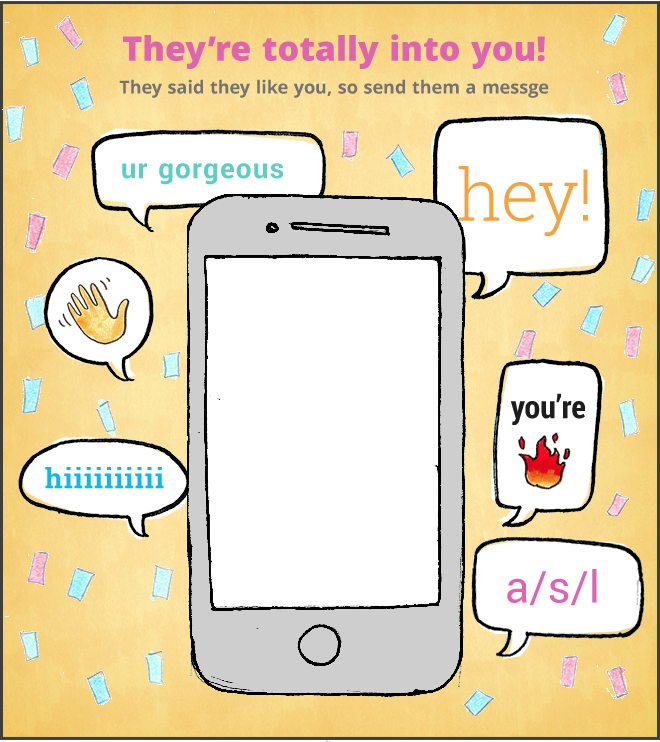 They’re totally into you!
They said they like you, so send them a messge
ur gorgeous
hey!
you’re
hiiiiiiiiii
a/s/l